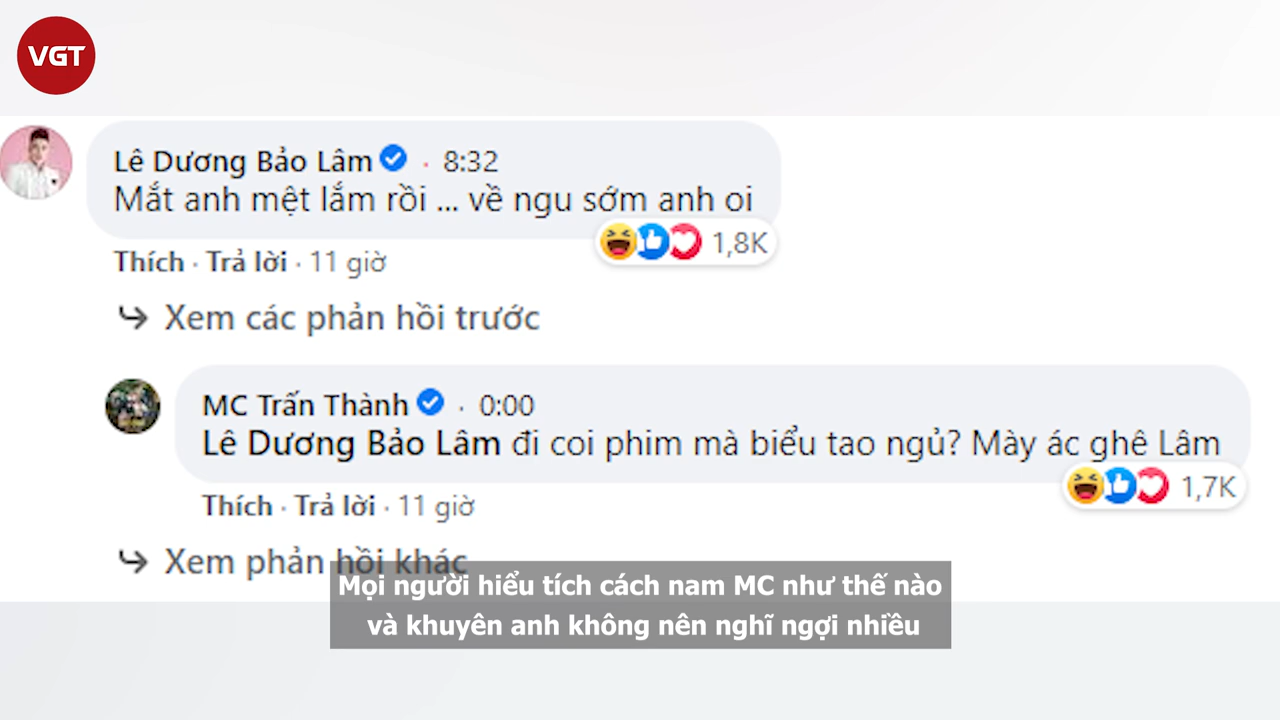 VGT
Lê Dương Bảo Lâm · 8:32
Mắt anh mệt lắm rồi ... về ngu sớm anh oi
1,8K
Thích · Trả lời · 11 giờ
Xem các phản hồi trước
MC Trấn Thành · 0:00
Lê Dương Bảo Lâm đi coi phim mà biểu tao ngủ? Mày ác ghê Lâm
1,7K
Thích · Trả lời · 11 giờ
Xem phản hồi khác
Mọi người hiểu tích cách nam MC như thế nào
và khuyên anh không nên nghĩ ngợi nhiều